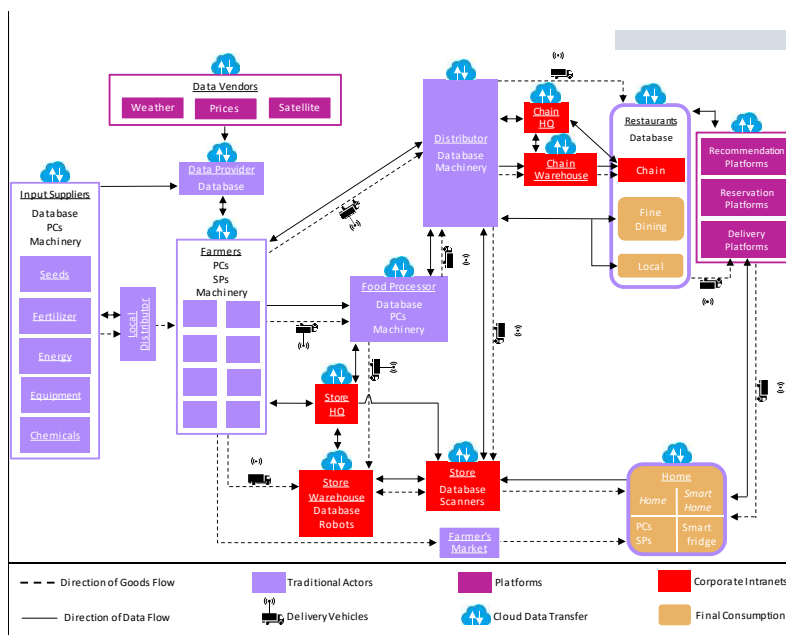 Data Vendors
Weather
Prices
Satellite
Data Provider
Database
Input Suppliers
Database
PCs
Machinery
Seeds
Fertilizer
Energy
Equipment
Chemicals
Local
Distributor
Farmers
PCs
SPs
Machinery
Food Processor
Database
PCs
Machinery
Distributor
Database
Machinery
Chain
HQ
Chain
Warehouse
Restaurants
Database
Chain
Fine
Dining
Local
Recommendation
Platforms
Reservation
Platforms
Delivery
Platforms
Store
HQ
Store
Warehouse
Database
Robots
Store
Database
Scanners
Farmer's
Market
Home
Home
Smart
Home
PCs
SPs
Smart
fridge
Direction of Goods Flow
Traditional Actors
Platforms
Corporate Intranets
Direction of Data Flow
Delivery Vehicles
Cloud Data Transfer
Final Consumption